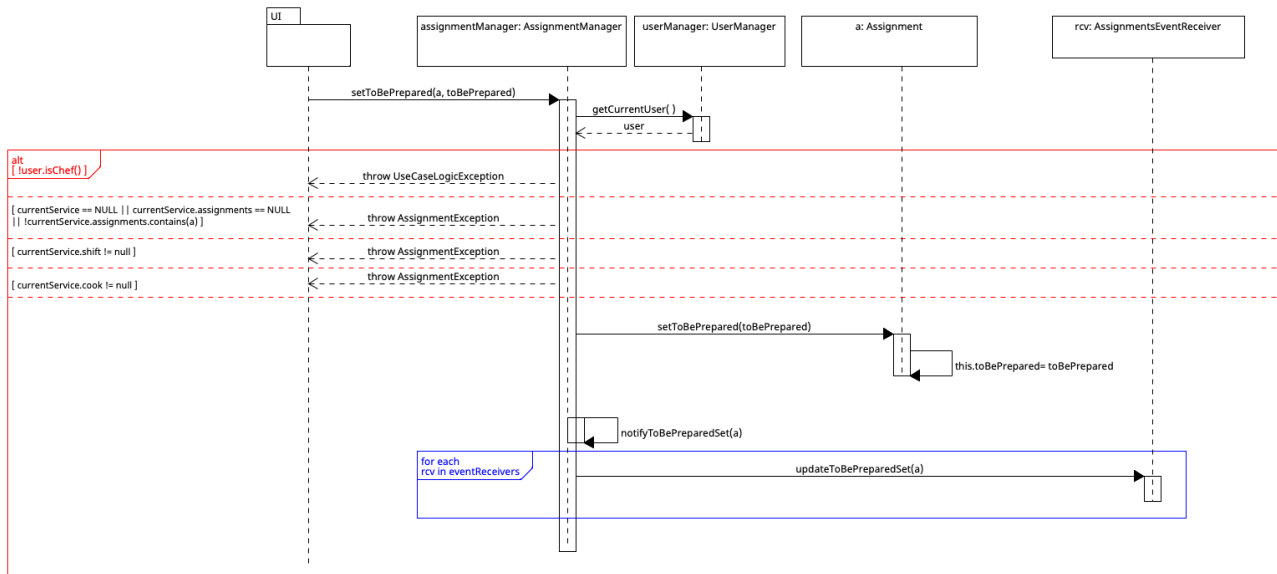 UI
assignmentManager: AssignmentManager
userManager: UserManager
a: Assignment
rcv: AssignmentsEventReceiver
setToBePrepared(a, toBePrepared)
getCurrentUser( )
user
alt
[ !user.isChef() ]
throw UseCaseLogicException
[ currentService == NULL || currentService.assignments == NULL
|| !currentService.assignments.contains(a) ]
throw AssignmentException
[ currentService.shift != null ]
throw AssignmentException
throw AssignmentException
[ currentService.cook != null ]
setToBePrepared(toBePrepared)
this.toBePrepared= toBePrepared
notifyToBePreparedSet(a)
for each
rcv in eventReceivers
updateToBePreparedSet(a)